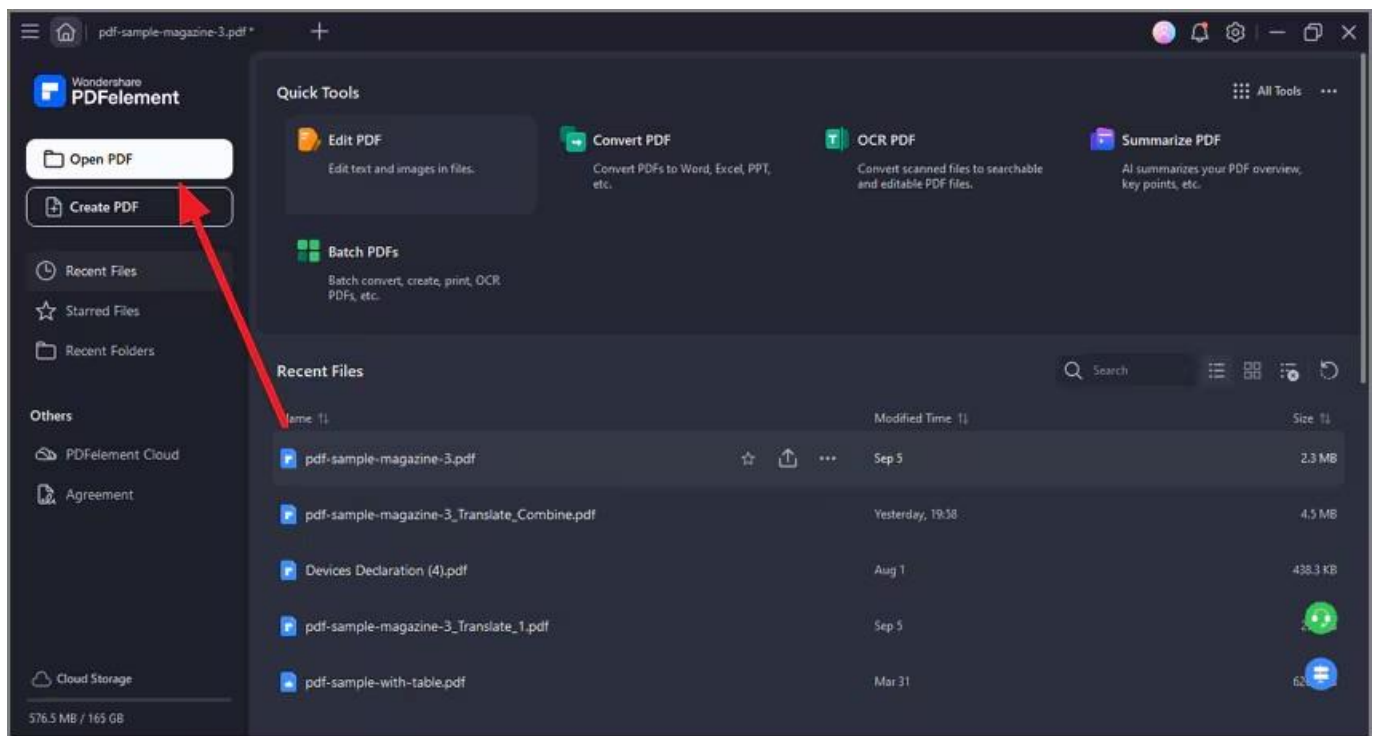 pdf-sample-magazine-3.pdf *
Wondershare
PDFelement
Open PDF
Create PDF
Recent Files
Starred Files
Recent Folders
Others
PDFelement Cloud
Agreement
Cloud Storage
576.5 MB / 165 GB
Quick Tools
All Tools
Edit PDF
Edit text and images in files.
Convert PDF
Convert PDFs to Word, Excel, PPT,
etc.
OCR PDF
Convert scanned files to searchable
and editable PDF files.
Summarize PDF
AI summarizes your PDF overview,
key points, etc.
Batch PDFs
Batch convert, create, print, OCR
PDFs, etc.
Recent Files
Search
Modified Time
Size
pdf-sample-magazine-3.pdf
Sep 5
2.3 MB
pdf-sample-magazine-3_Translate_Combine.pdf
Yesterday, 19:58
4.5 MB
Devices Declaration (4).pdf
Aug 1
438.3 KB
pdf-sample-magazine-3_Translate_1.pdf
Sep 5
pdf-sample-with-table.pdf
Mar 31